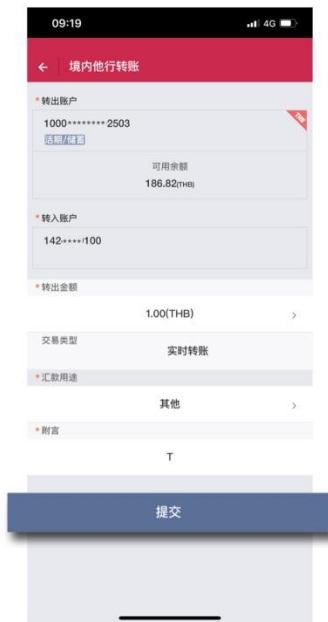 09:19
4G
境内他行转账
*转出账户
1000********2503
活期/储蓄
THB
可用余额
186.82(THB)
*转入账户
142-****/100
*转出金额
1.00(THB)
交易类型
实时转账
*汇款用途
其他
*附言
T
提交